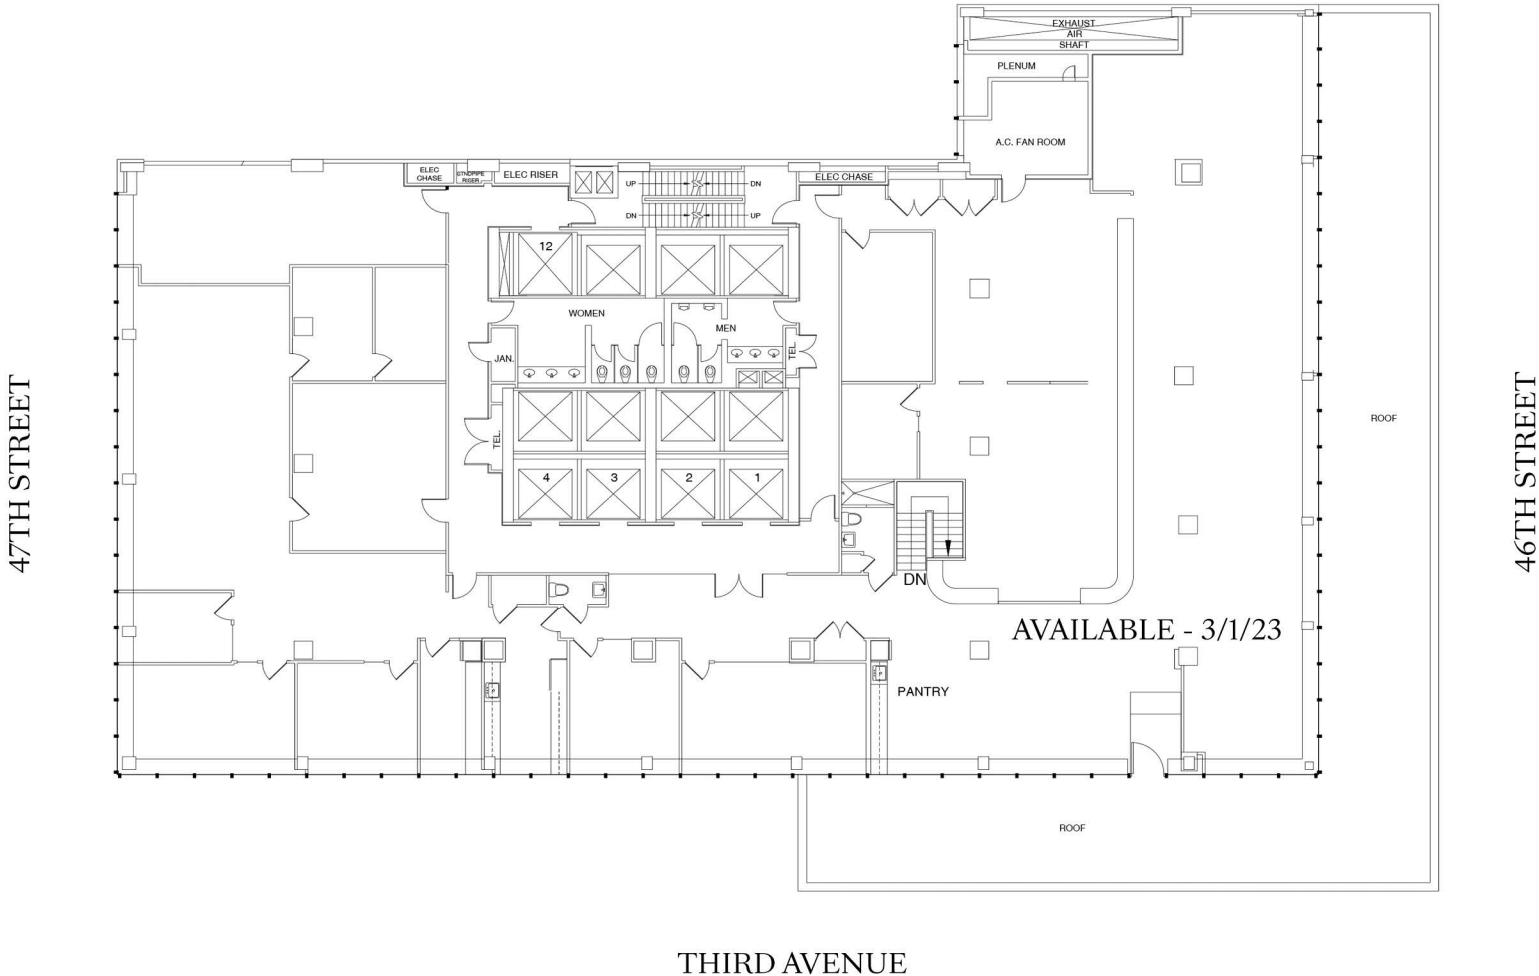 EXHAUST
AIR
SHAFT
PLENUM
A.C. FAN ROOM
ELEC
CHASE
STNDPIPE
RISER
ELEC RISER
UP
DN
ELEC CHASE
DN
UP
12
WOMEN
MEN
JAN.
TEL.
TEL.
4
3
2
1
47TH STREET
46TH STREET
ROOF
DN
AVAILABLE - 3/1/23
PANTRY
ROOF
THIRD AVENUE